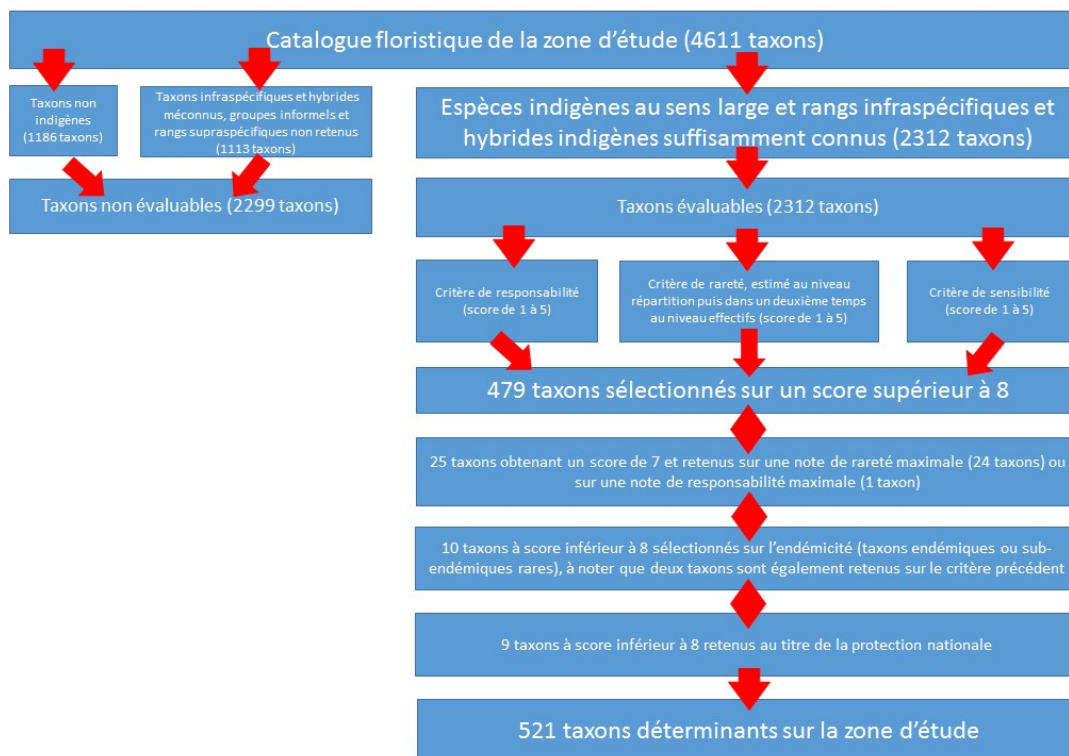 Catalogue floristique de la zone d’étude (4611 taxons)
Taxons non
indigènes
(1186 taxons)
Taxons infraspécifiques et hybrides
méconnus, groupes informels et
rangs supraspécifiques non retenus
(1113 taxons)
Espèces indigènes au sens large et rangs infraspécifiques et
hybrides indigènes suffisamment connus (2312 taxons)
Taxons non évaluables (2299 taxons)
Taxons évaluables (2312 taxons)
Critère de responsabilité
(score de 1 à 5)
Critère de rareté, estimé au niveau
répartition puis dans un deuxième temps
au niveau effectifs (score de 1 à 5)
Critère de sensibilité
(score de 1 à 5)
479 taxons sélectionnés sur un score supérieur à 8
25 taxons obtenant un score de 7 et retenus sur une note de rareté maximale (24 taxons) ou
sur une note de responsabilité maximale (1 taxon)
10 taxons à score inférieur à 8 sélectionnés sur l’endémicité (taxons endémiques ou sub-
endémiques rares), à noter que deux taxons sont également retenus sur le critère précédent
9 taxons à score inférieur à 8 retenus au titre de la protection nationale
521 taxons déterminants sur la zone d’étude